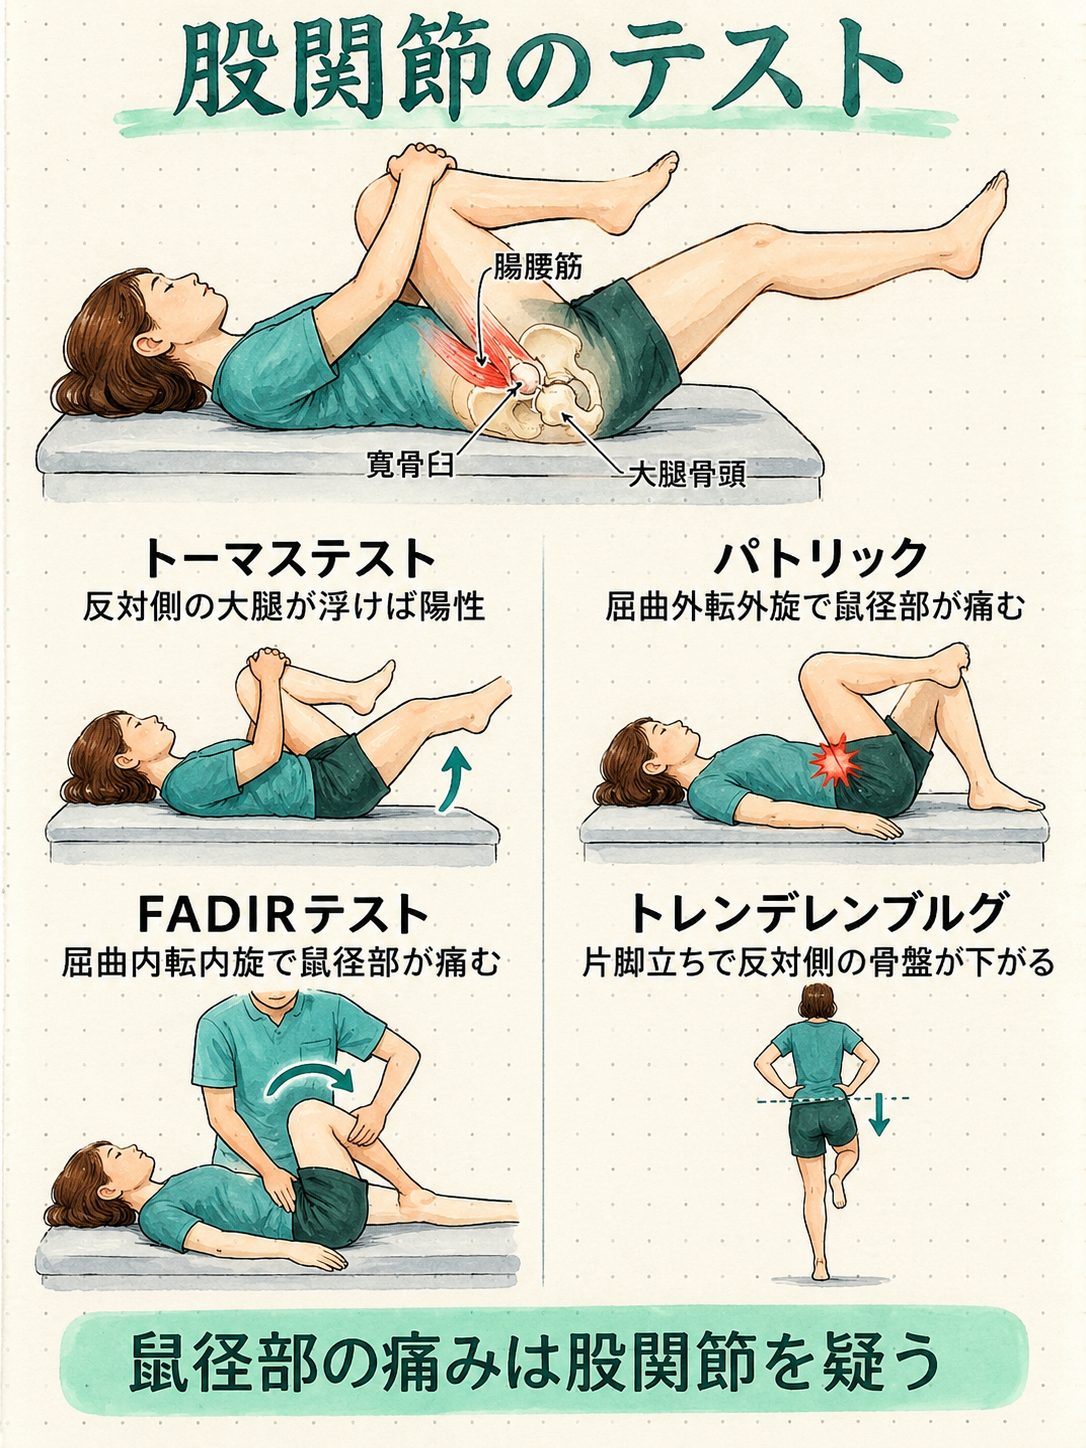 股関節のテスト
腸腰筋
寛骨臼
大腿骨頭
トーマステスト
反対側の大腿が浮けば陽性
パトリック
屈曲外転外旋で鼠径部が痛む
FADIRテスト
屈曲内転内旋で鼠径部が痛む
トレンデレンブルグ
片脚立ちで反対側の骨盤が下がる
鼠径部の痛みは股関節を疑う